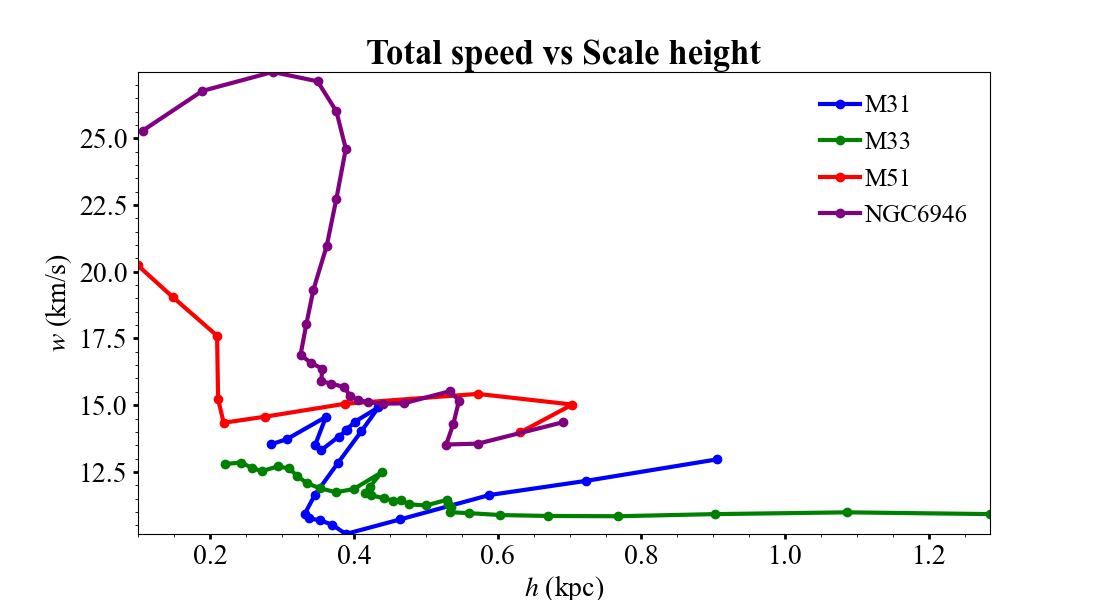 Total speed vs Scale height
M31
M33
M51
NGC6946
25.0
22.5
20.0
17.5
15.0
12.5
w (km/s)
0.2 0.4 0.6 0.8 1.0 1.2
h (kpc)